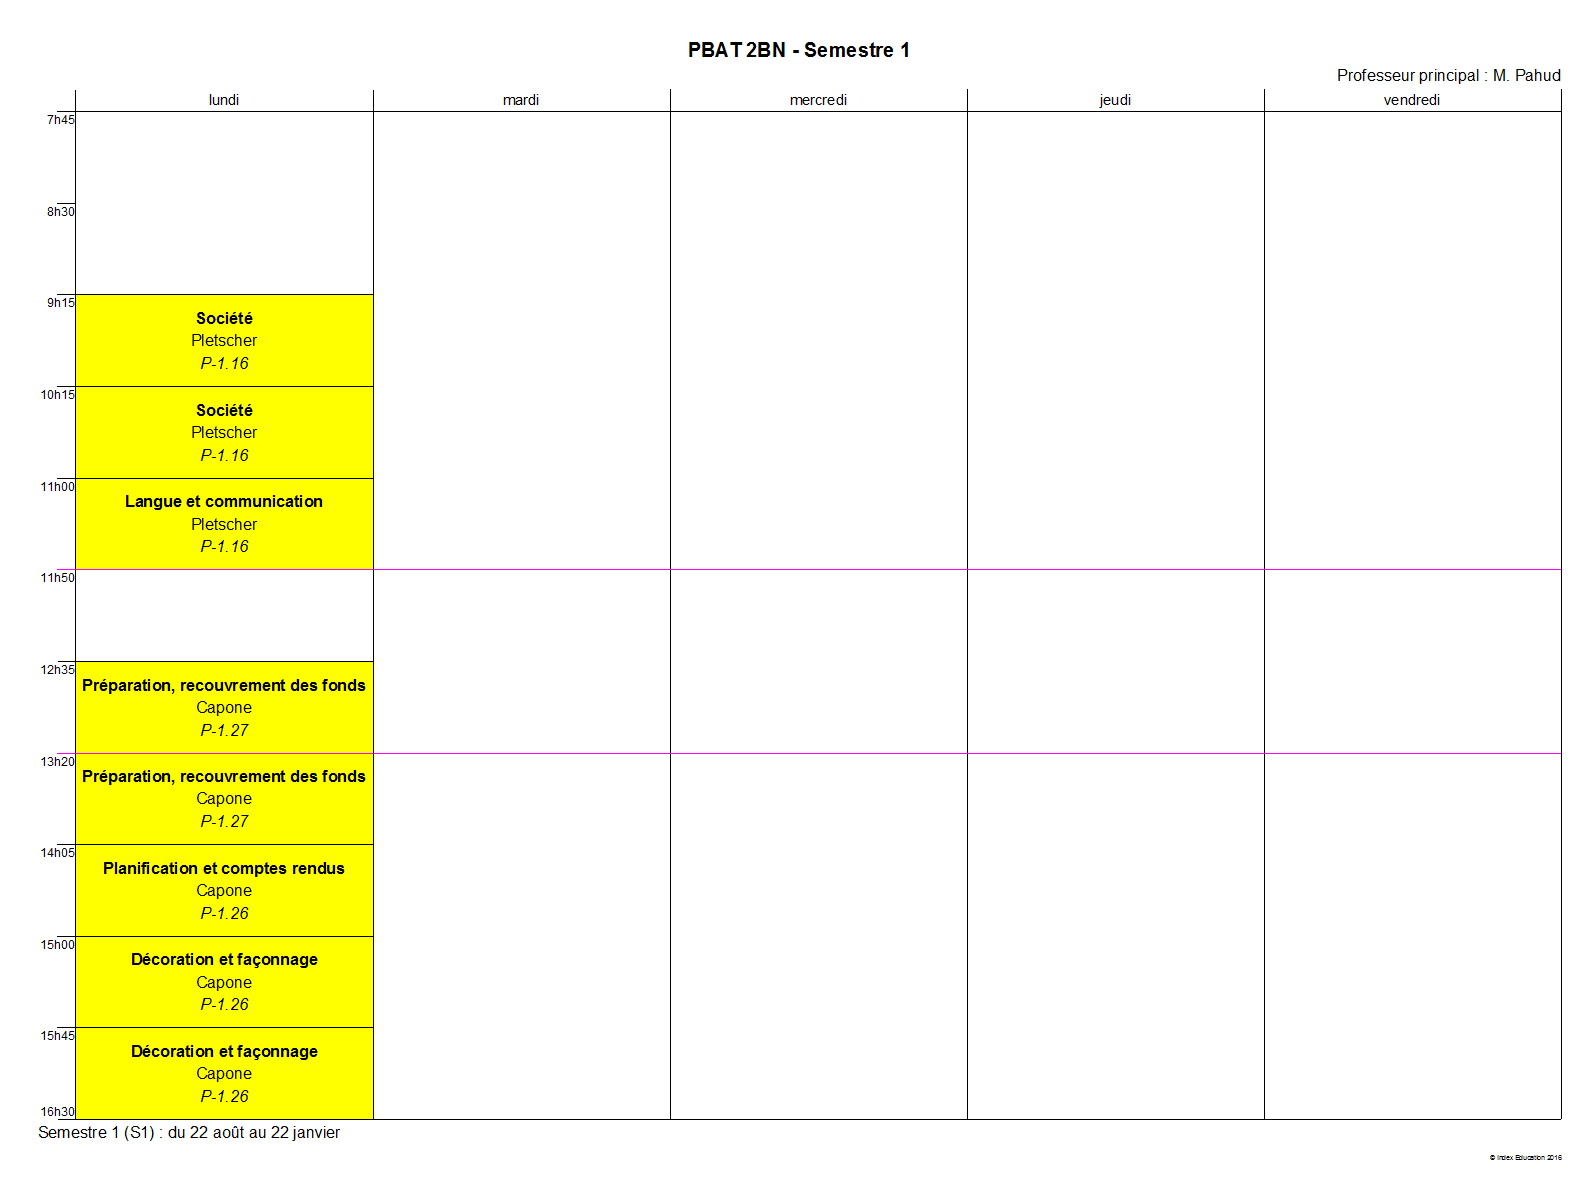 PBAT 2BN - Semestre 1
Professeur principal : M. Pahud
lundi
mardi
mercredi
jeudi
vendredi
7h45
8h30
9h15
Société
Pletscher
P-1.16
10h15
Société
Pletscher
P-1.16
11h00
Langue et communication
Pletscher
P-1.16
11h50
12h35
Préparation, recouvrement des fonds
Capone
P-1.27
13h20
Préparation, recouvrement des fonds
Capone
P-1.27
14h05
Planification et comptes rendus
Capone
P-1.26
15h00
Décoration et façonnage
Capone
P-1.26
15h45
Décoration et façonnage
Capone
P-1.26
16h30
Semestre 1 (S1) : du 22 août au 22 janvier
© Index Education 2016